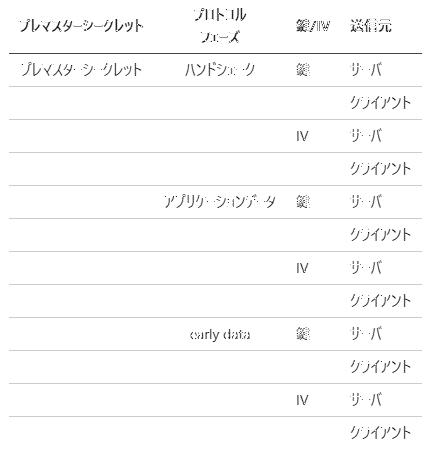 プレマスターシークレット プロトコルフェーズ 鍵/IV 送信元
プレマスターシークレット ハンドシェーク 鍵 サーバ
クライアント
IV サーバ
クライアント
アプリケーションデータ 鍵 サーバ
クライアント
IV サーバ
クライアント
early data 鍵 サーバ
クライアント
IV サーバ
クライアント